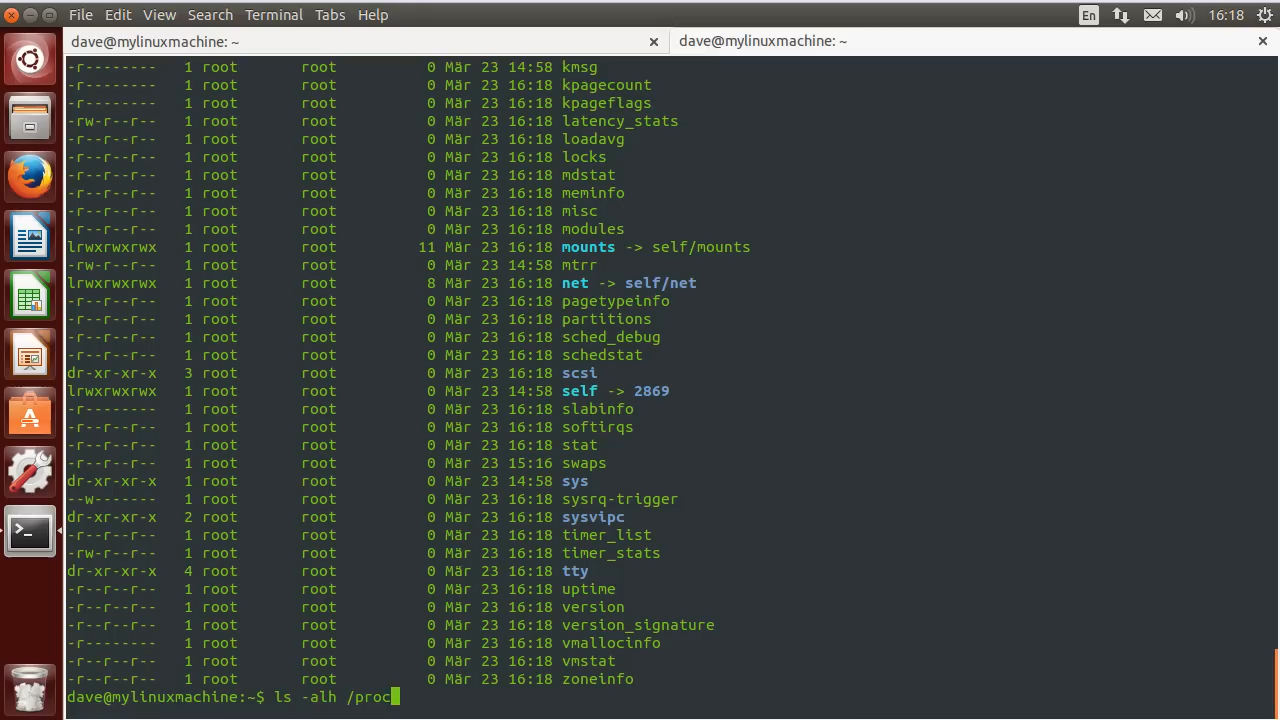 File Edit View Search Terminal Tabs Help En 16:18
dave@mylinuxmachine: ~ × dave@mylinuxmachine: ~ ×
-r-------- 1 root root 0 Mär 23 14:58 kmsg
-r-------- 1 root root 0 Mär 23 16:18 kpagecount
-r-------- 1 root root 0 Mär 23 16:18 kpageflags
-rw-r--r-- 1 root root 0 Mär 23 16:18 latency_stats
-r--r--r-- 1 root root 0 Mär 23 16:18 loadavg
-r--r--r-- 1 root root 0 Mär 23 16:18 locks
-r--r--r-- 1 root root 0 Mär 23 16:18 mdstat
-r--r--r-- 1 root root 0 Mär 23 16:18 meminfo
-r--r--r-- 1 root root 0 Mär 23 16:18 misc
-r--r--r-- 1 root root 0 Mär 23 16:18 modules
lrwxrwxrwx 1 root root 11 Mär 23 16:18 mounts -> self/mounts
-rw-r--r-- 1 root root 0 Mär 23 14:58 mtrr
lrwxrwxrwx 1 root root 8 Mär 23 16:18 net -> self/net
-r--r--r-- 1 root root 0 Mär 23 16:18 pagetypeinfo
-r--r--r-- 1 root root 0 Mär 23 16:18 partitions
-r--r--r-- 1 root root 0 Mär 23 16:18 sched_debug
-r--r--r-- 1 root root 0 Mär 23 16:18 schedstat
dr-xr-xr-x 3 root root 0 Mär 23 16:18 scsi
lrwxrwxrwx 1 root root 0 Mär 23 14:58 self -> 2869
-r-------- 1 root root 0 Mär 23 16:18 slabinfo
-r--r--r-- 1 root root 0 Mär 23 16:18 softirqs
-r--r--r-- 1 root root 0 Mär 23 16:18 stat
-r--r--r-- 1 root root 0 Mär 23 15:16 swaps
dr-xr-xr-x 1 root root 0 Mär 23 14:58 sys
--w------- 1 root root 0 Mär 23 16:18 sysrq-trigger
dr-xr-xr-x 2 root root 0 Mär 23 16:18 sysvipc
-r--r--r-- 1 root root 0 Mär 23 16:18 timer_list
-rw-r--r-- 1 root root 0 Mär 23 16:18 timer_stats
dr-xr-xr-x 4 root root 0 Mär 23 16:18 tty
-r--r--r-- 1 root root 0 Mär 23 16:18 uptime
-r--r--r-- 1 root root 0 Mär 23 16:18 version
-r--r--r-- 1 root root 0 Mär 23 16:18 version_signature
-r-------- 1 root root 0 Mär 23 16:18 vmallocinfo
-r--r--r-- 1 root root 0 Mär 23 16:18 vmstat
-r--r--r-- 1 root root 0 Mär 23 16:18 zoneinfo
dave@mylinuxmachine:~$ ls -alh /proc